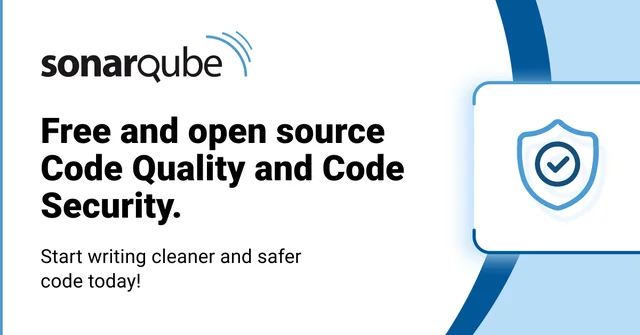 sonarqube
Free and open source
Code Quality and Code
Security.
Start writing cleaner and safer
code today!